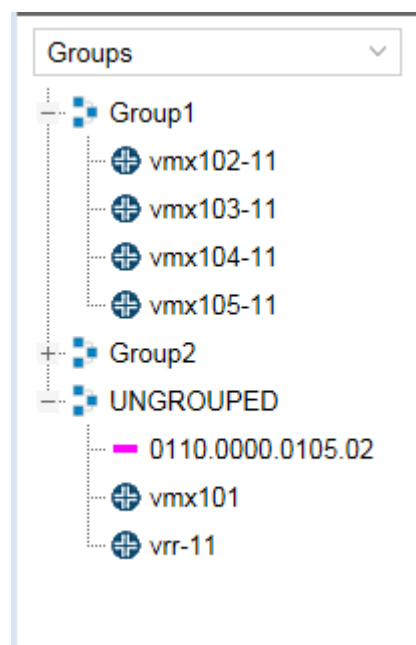 Groups
Group1
vmx102-11
vmx103-11
vmx104-11
vmx105-11
Group2
UNGROUPED
0110.0000.0105.02
vmx101
vrr-11